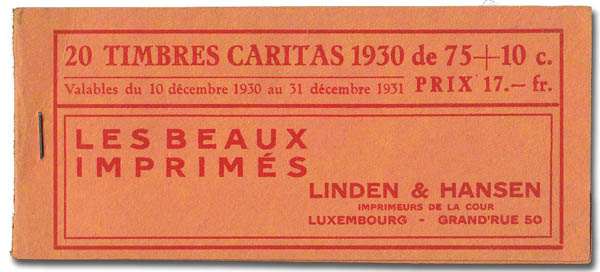 20 TIMBRES CARITAS 1930 de 75+10 c.
Valables du 10 décembre 1930 au 31 décembre 1931 PRIX 17.– fr.
LES BEAUX
IMPRIMÉS
LINDEN & HANSEN
IMPRIMEURS DE LA COUR
LUXEMBOURG - GRAND'RUE 50